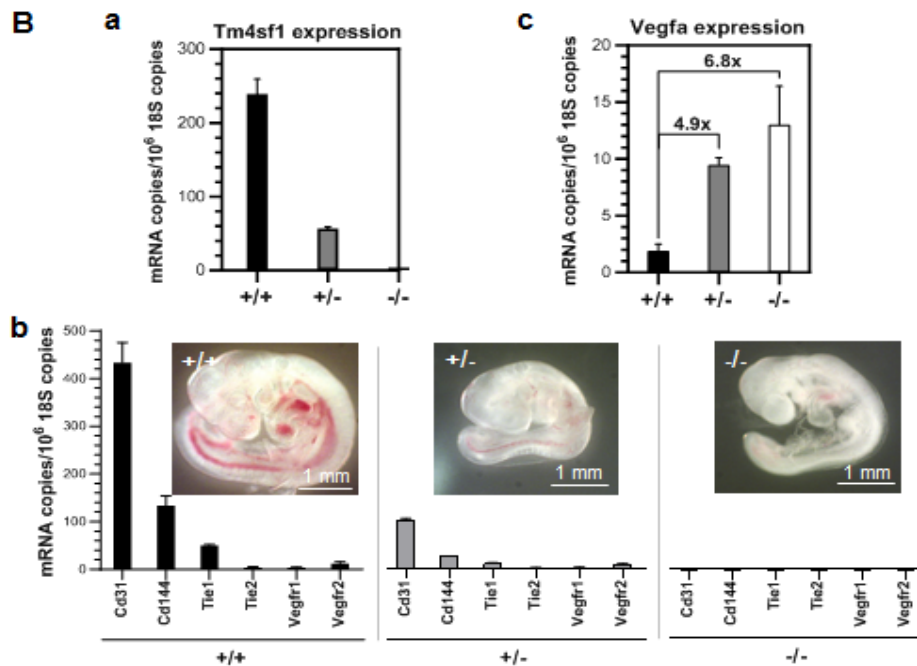 B
a
Tm4sf1 expression
mRNA copies/10⁶ 18S copies
300
200
100
0
+/+ +/- -/-
c
Vegfa expression
mRNA copies/10⁶ 18S copies
20
15
10
5
0
6.8x
4.9x
+/+ +/- -/-
b
mRNA copies/10⁶ 18S copies
500
400
300
200
100
0
+/+
1 mm
+/-
1 mm
-/-
1 mm
Cd31 Cd144 Tie1 Tie2 Vegfr1 Vegfr2
Cd31 Cd144 Tie1 Tie2 Vegfr1 Vegfr2
Cd31 Cd144 Tie1 Tie2 Vegfr1 Vegfr2
+/+ +/- -/-